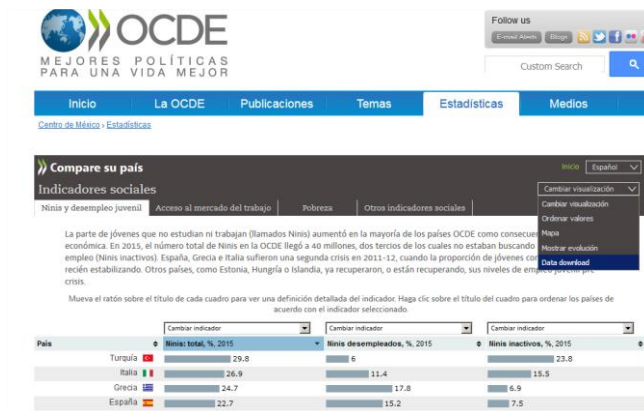 OCDE
MEJORES POLÍTICAS
PARA UNA VIDA MEJOR
Follow us
E-mail Alerts Blogs
Custom Search
Inicio La OCDE Publicaciones Temas Estadísticas Medios
Centro de México › Estadísticas
Compare su país
Inicio Español
Indicadores sociales
Cambiar visualización
Ninis y desempleo juvenil Acceso al mercado del trabajo Pobreza Otros indicadores sociales
Cambiar visualización
Ordenar valores
Mapa
Mostrar evolución
Data download
La parte de jóvenes que no estudian ni trabajan (llamados Ninis) aumentó en la mayoría de los países OCDE como
económica. En 2015, el número total de Ninis en la OCDE llegó a 40 millones, dos tercios de los cuales no estaban buscando
empleo (Ninis inactivos). España, Grecia e Italia sufrieron una segunda crisis en 2011-12, cuando la proporción de jóvenes
recién estabilizando. Otros países, como Estonia, Hungría o Islandia, ya recuperaron, o están recuperando, sus niveles de empleo juvenil pre
crisis.
Mueva el ratón sobre el título de cada cuadro para ver una definición detallada del indicador. Haga clic sobre el título del cuadro para ordenar los países de
acuerdo con el indicador seleccionado.
Cambiar indicador Cambiar indicador Cambiar indicador
País Ninis: total, %, 2015 Ninis desempleados, %, 2015 Ninis inactivos, %, 2015
Turquía 29.8 6 23.8
Italia 26.9 11.4 15.5
Grecia 24.7 17.8 6.9
España 22.7 15.2 7.5